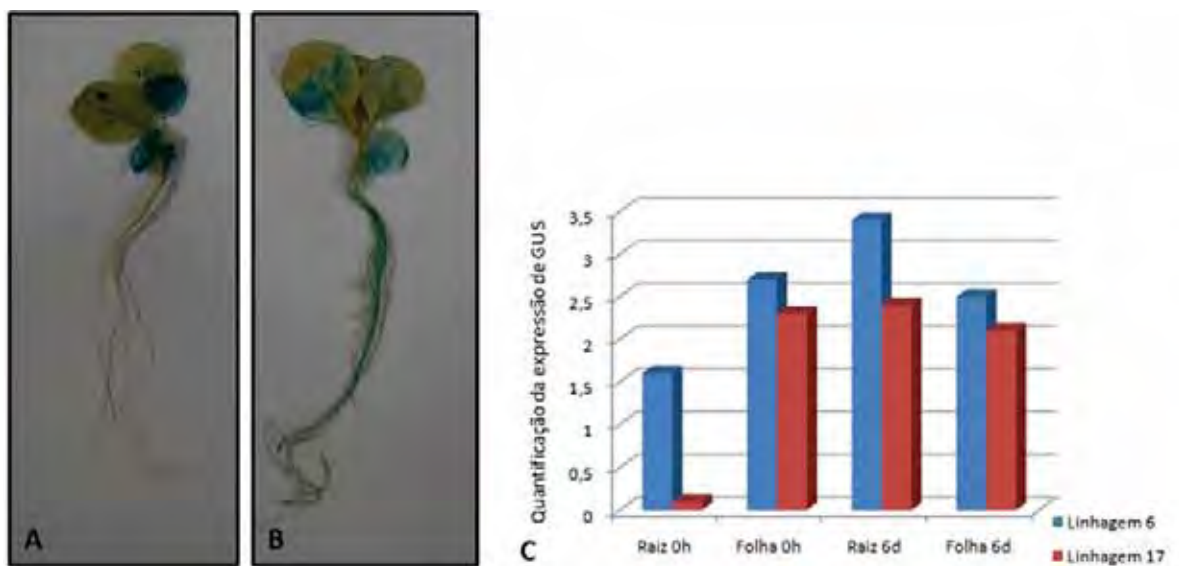 A
B
C
Quantificação da expressão de GUS
3,5
3
2,5
2
1,5
1
0,5
0
Raiz 0h
Folha 0h
Raiz 6d
Folha 6d
Linhagem 6
Linhagem 17